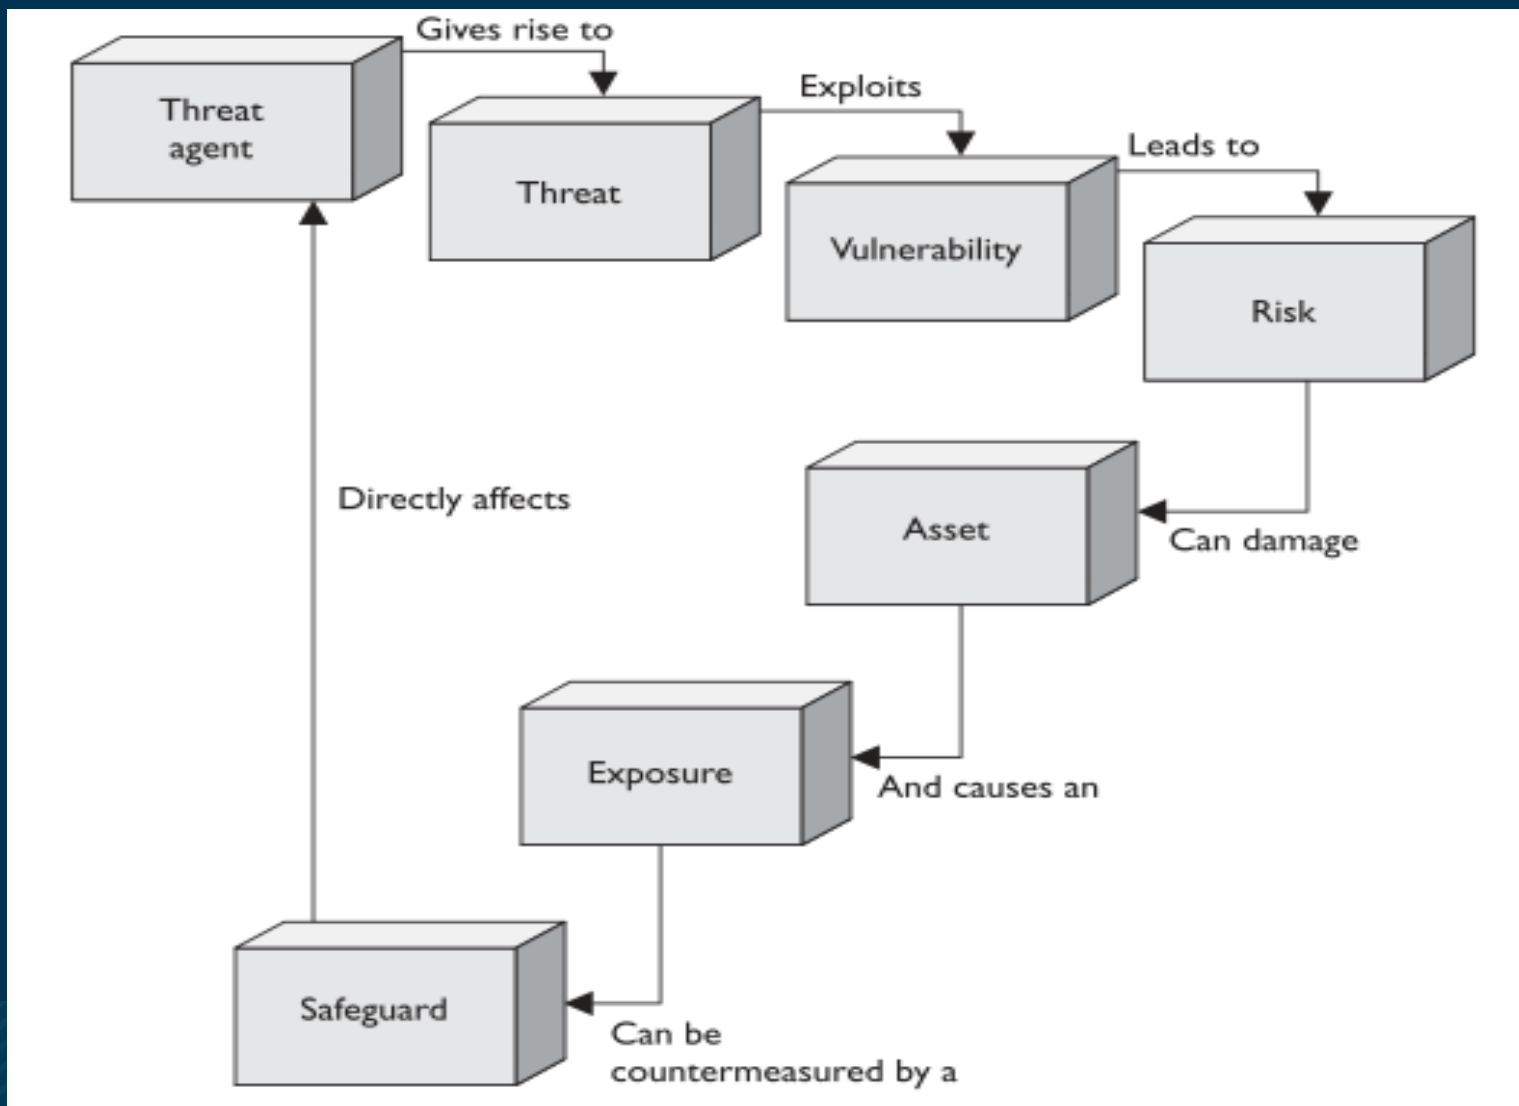 Gives rise to
Threat
agent
Exploits
Threat
Leads to
Vulnerability
Risk
Directly affects
Asset
Can damage
Exposure
And causes an
Safeguard
Can be
countermeasured by a